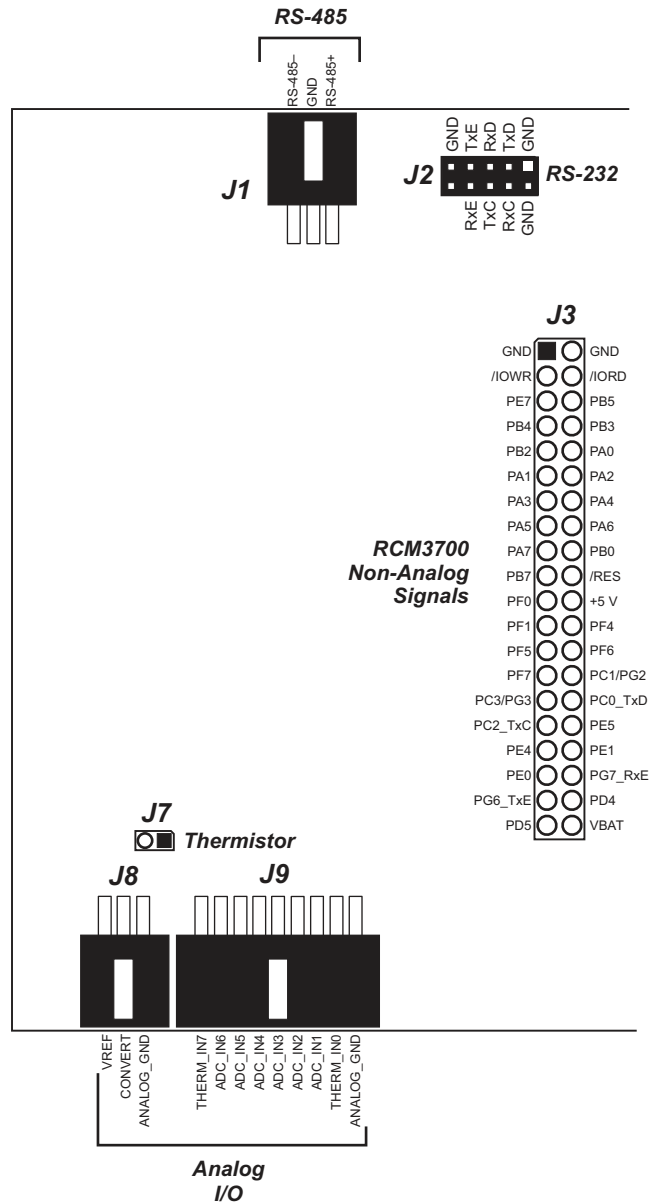 RS-485
RS-485–
GND
RS-485+
J1
J2
GND
TxE
RxD
TxD
GND
RS-232
RxE
TxC
RxC
GND
J3
GND GND
/IOWR /IORD
PE7 PB5
PB4 PB3
PB2 PA0
PA1 PA2
PA3 PA4
PA5 PA6
PA7 PB0
PB7 /RES
PF0 +5 V
PF1 PF4
PF5 PF6
PF7 PC1/PG2
PC3/PG3 PC0_TxD
PC2_TxC PE5
PE4 PE1
PE0 PG7_RxE
PG6_TxE PD4
PD5 VBAT
RCM3700
Non-Analog
Signals
J7
Thermistor
J8
J9
VREF
CONVERT
ANALOG_GND
THERM_IN7
ADC_IN6
ADC_IN5
ADC_IN4
ADC_IN3
ADC_IN2
ADC_IN1
THERM_IN0
ANALOG_GND
Analog
I/O